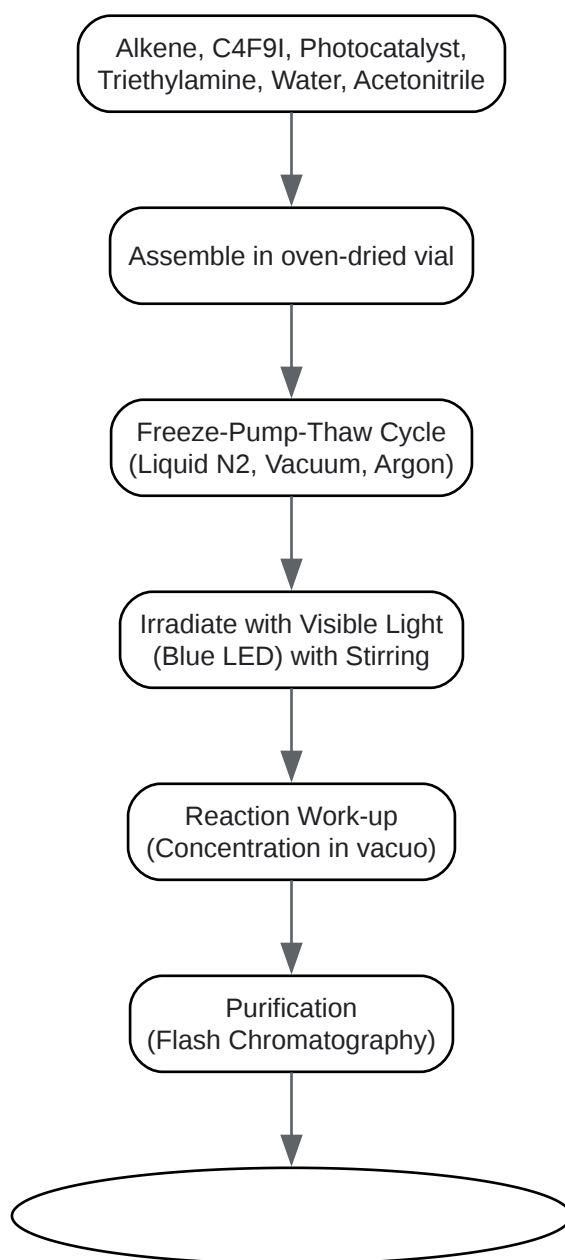 Alkene, C4F9I, Photocatalyst,
Triethylamine, Water, Acetonitrile
Assemble in oven-dried vial
Freeze-Pump-Thaw Cycle
(Liquid N2, Vacuum, Argon)
Irradiate with Visible Light
(Blue LED) with Stirring
Reaction Work-up
(Concentration in vacuo)
Purification
(Flash Chromatography)